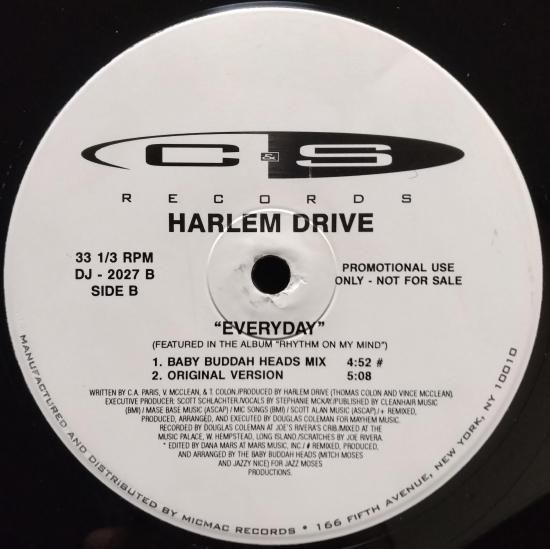 C & S
RECORDS
HARLEM DRIVE
33 1/3 RPM
DJ - 2027 B
SIDE B
PROMOTIONAL USE
ONLY - NOT FOR SALE
"EVERYDAY"
(FEATURED IN THE ALBUM "RHYTHM ON MY MIND")
1. BABY BUDDAH HEADS MIX 4:52 #
2. ORIGINAL VERSION 5:08
WRITTEN BY C.A. PARIS, V. MCCLEAN, & T. COLON./PRODUCED BY HARLEM DRIVE (THOMAS COLON AND VINCE MCCLEAN).
EXECUTIVE PRODUCER: SCOTT SCHLACHTER/VOCALS BY STEPHANIE MCKAY/PUBLISHED BY CLEANHAIR MUSIC
(BMI) / MASE BASE MUSIC (ASCAP) / MIC SONGS (BMI) / SCOTT ALAN MUSIC (ASCAP)./ + REMIXED,
PRODUCED, ARRANGED, AND EXECUTED BY DOUGLAS COLEMAN FOR MAYHEM MUSIC.
RECORDED BY DOUGLAS COLEMAN AT JOE'S RIVERA'S CRIB.MIXED AT THE
MUSIC PALACE, W. HEMPSTEAD, LONG ISLAND./SCRATCHES BY JOE RIVERA.
* EDITED BY DANA MARS AT MARS MUSIC, INC./ # REMIXED, PRODUCED,
AND ARRANGED BY THE BABY BUDDAH HEADS (MITCH MOSES
AND JAZZY NICE) FOR JAZZ MOSES
PRODUCTIONS.
MANUFACTURED AND DISTRIBUTED BY MICMAC RECORDS • 166 FIFTH AVENUE, NEW YORK, NY 10010